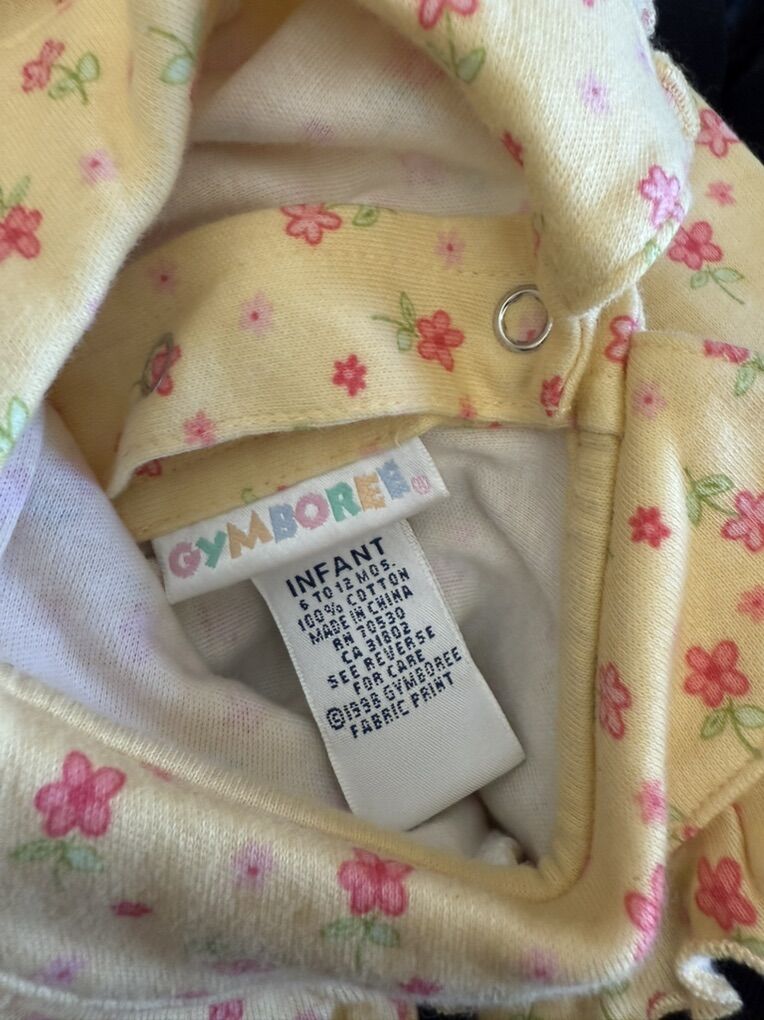 GYMBOREE®
INFANT
6 TO 12 MOS.
100% COTTON
MADE IN CHINA
RN 70530
CA 31802
SEE REVERSE
FOR CARE
©1998 GYMBOREE
FABRIC PRINT